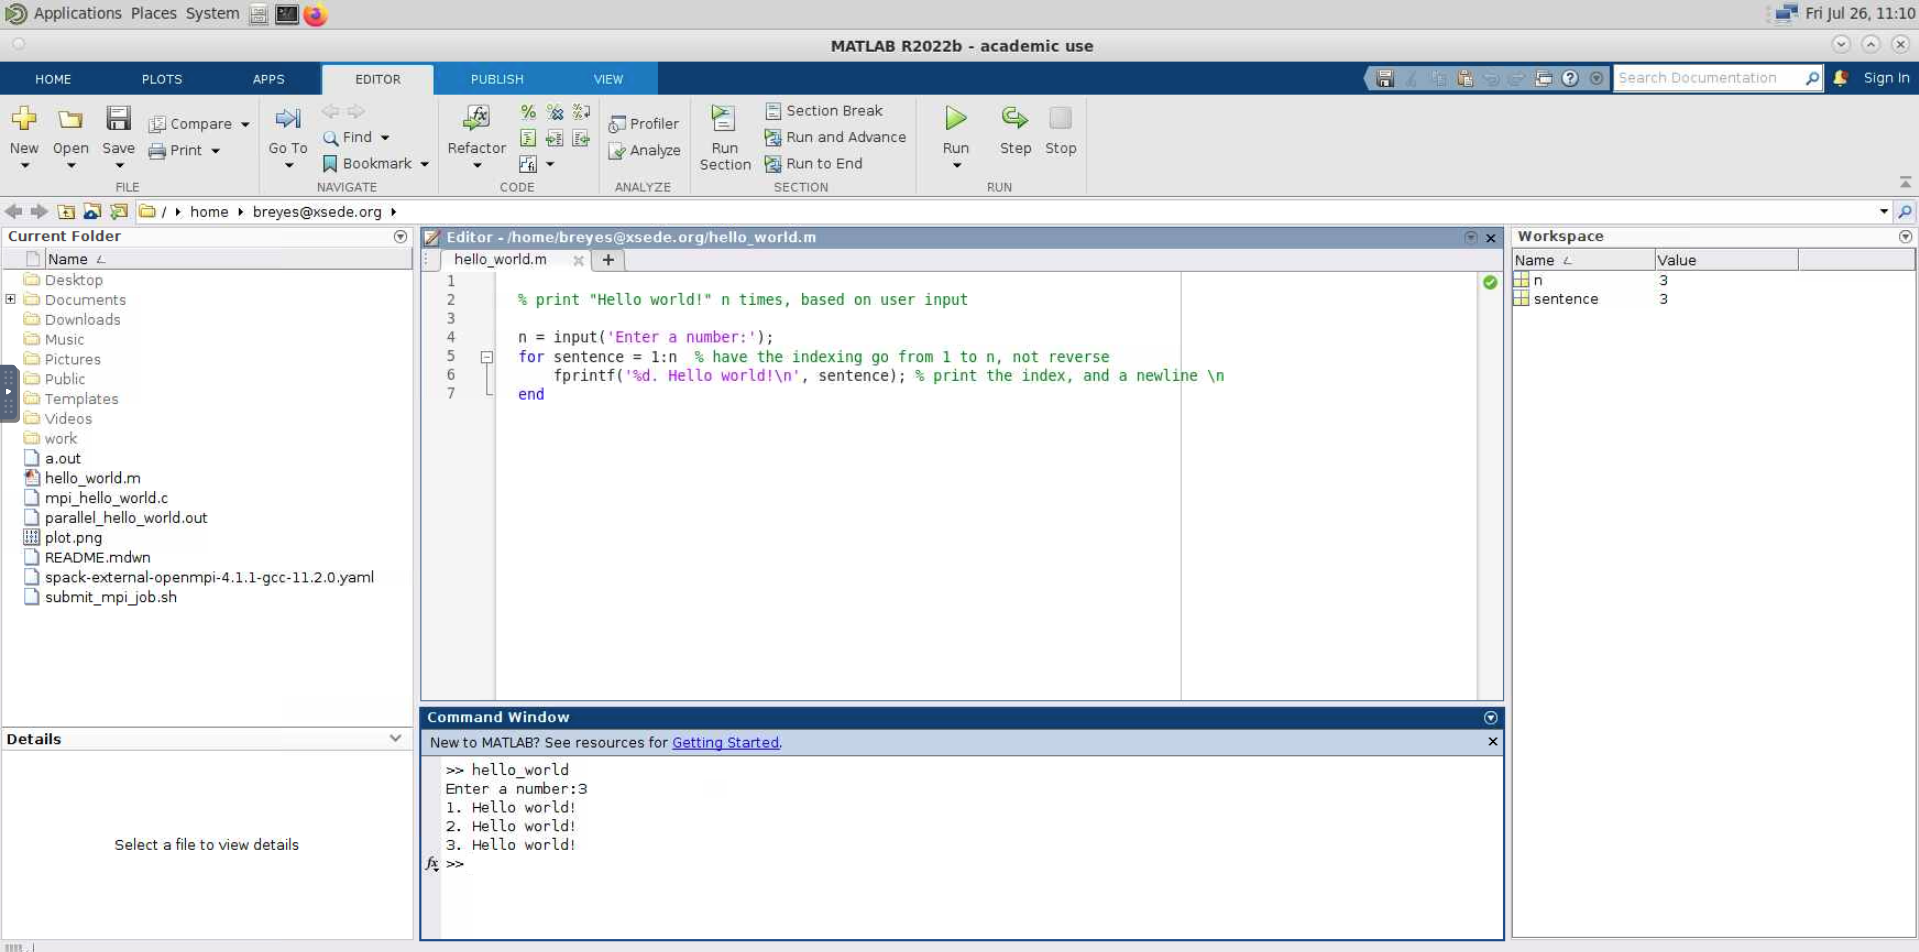 Applications Places System Fri Jul 26, 11:10
MATLAB R2022b - academic use
HOME PLOTS APPS EDITOR PUBLISH VIEW Search Documentation Sign In
New Open Save Compare Print
Go To Find Bookmark
Refactor
Profiler Analyze
Run Section Section Break Run and Advance Run to End
Run Step Stop
FILE NAVIGATE CODE ANALYZE SECTION RUN
/ home breyes@xsede.org
Current Folder
Name
Desktop
Documents
Downloads
Music
Pictures
Public
Templates
Videos
work
a.out
hello_world.m
mpi_hello_world.c
parallel_hello_world.out
plot.png
README.mdwn
spack-external-openmpi-4.1.1-gcc-11.2.0.yaml
submit_mpi_job.sh
Details
Select a file to view details
Editor - /home/breyes@xsede.org/hello_world.m
hello_world.m
1
2 % print "Hello world!" n times, based on user input
3
4 n = input('Enter a number:');
5 for sentence = 1:n  % have the indexing go from 1 to n, not reverse
6     fprintf('%d. Hello world!\n', sentence); % print the index, and a newline \n
7 end
Command Window
New to MATLAB? See resources for Getting Started.
>> hello_world
Enter a number:3
1. Hello world!
2. Hello world!
3. Hello world!
fx >>
Workspace
Name Value
n 3
sentence 3